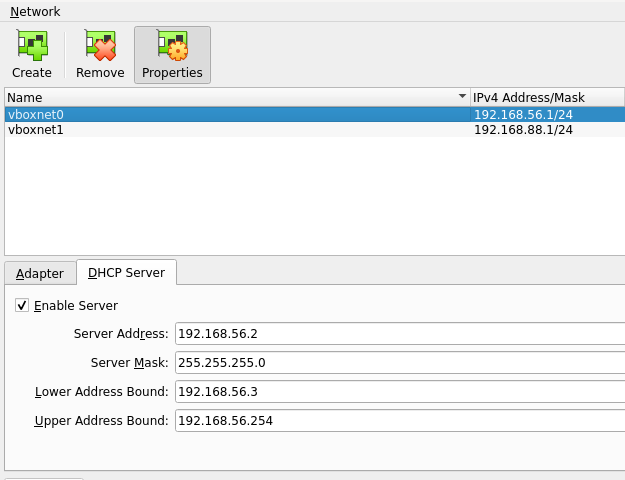 Network
Create Remove Properties
Name IPv4 Address/Mask
vboxnet0 192.168.56.1/24
vboxnet1 192.168.88.1/24
Adapter DHCP Server
Enable Server
Server Address: 192.168.56.2
Server Mask: 255.255.255.0
Lower Address Bound: 192.168.56.3
Upper Address Bound: 192.168.56.254